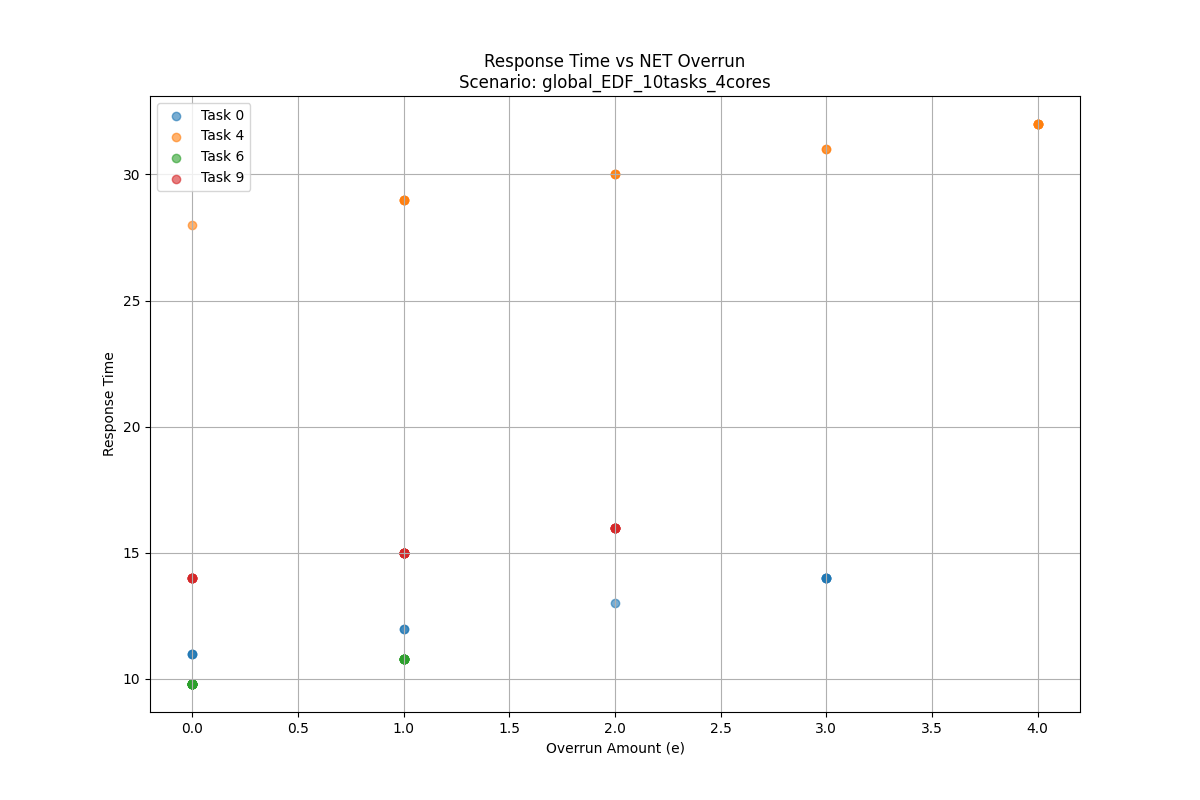 Response Time vs NET Overrun
Scenario: global_EDF_10tasks_4cores
Task 0
Task 4
Task 6
Task 9
Response Time
30
25
20
15
10
0.0 0.5 1.0 1.5 2.0 2.5 3.0 3.5 4.0
Overrun Amount (e)